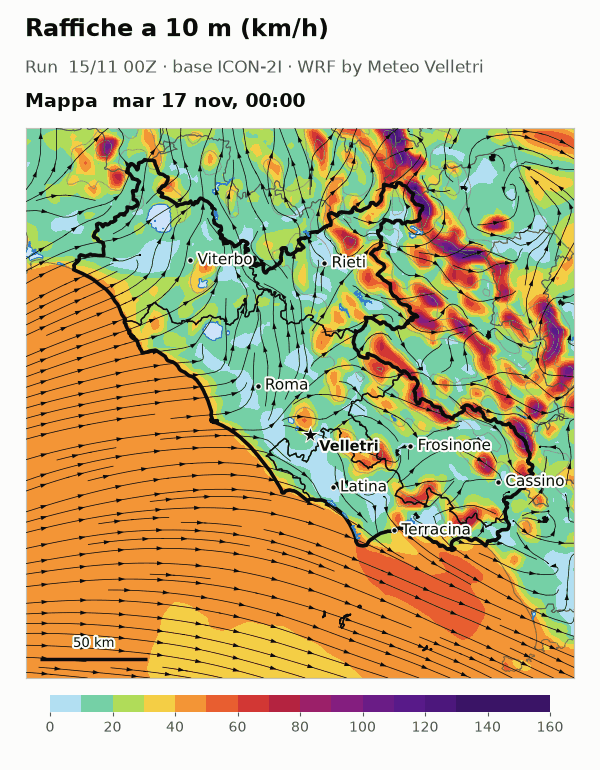 Raffiche a 10 m (km/h)
Run  15/11 00Z · base ICON-2I · WRF by Meteo Velletri
Mappa  mar 17 nov, 00:00
Viterbo
Rieti
Roma
Velletri
Frosinone
Cassino
Latina
Terracina
50 km
0 20 40 60 80 100 120 140 160